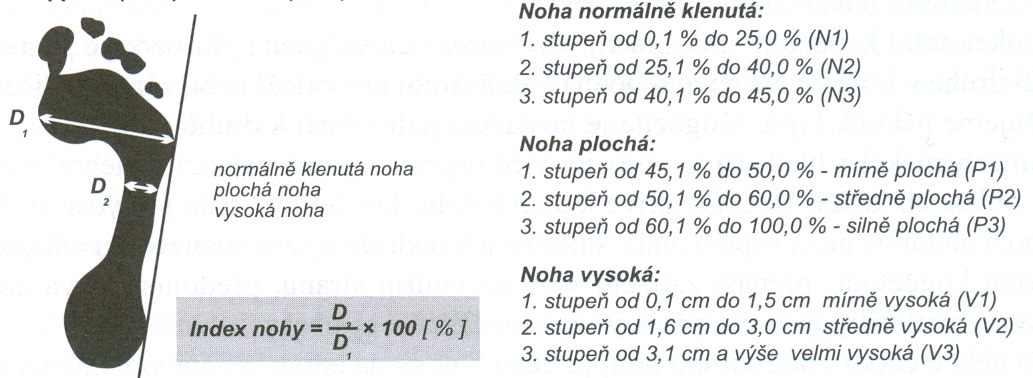 D₁
D₂
normálně klenutá noha
plochá noha
vysoká noha
Index nohy = D₂ / D₁ × 100 [ % ]
Noha normálně klenutá:
1. stupeň od 0,1 % do 25,0 % (N1)
2. stupeň od 25,1 % do 40,0 % (N2)
3. stupeň od 40,1 % do 45,0 % (N3)
Noha plochá:
1. stupeň od 45,1 % do 50,0 % - mírně plochá (P1)
2. stupeň od 50,1 % do 60,0 % - středně plochá (P2)
3. stupeň od 60,1 % do 100,0 % - silně plochá (P3)
Noha vysoká:
1. stupeň od 0,1 cm do 1,5 cm mírně vysoká (V1)
2. stupeň od 1,6 cm do 3,0 cm středně vysoká (V2)
3. stupeň od 3,1 cm a výše velmi vysoká (V3)